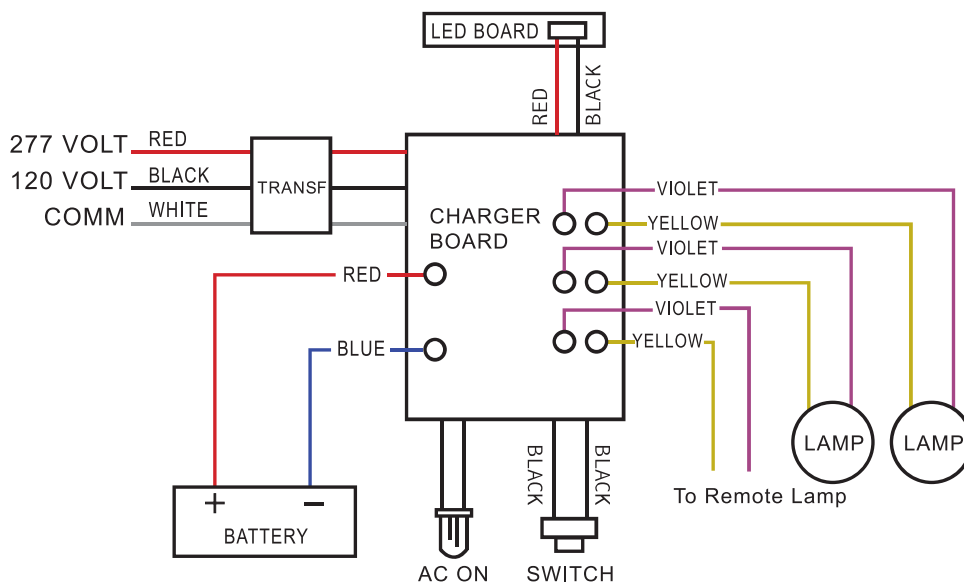 LED BOARD
RED
BLACK
277 VOLT
RED
120 VOLT
BLACK
COMM
WHITE
TRANSF
CHARGER
BOARD
VIOLET
YELLOW
VIOLET
YELLOW
VIOLET
YELLOW
RED
BLUE
LAMP
LAMP
To Remote Lamp
BLACK
BLACK
+
−
BATTERY
AC ON
SWITCH